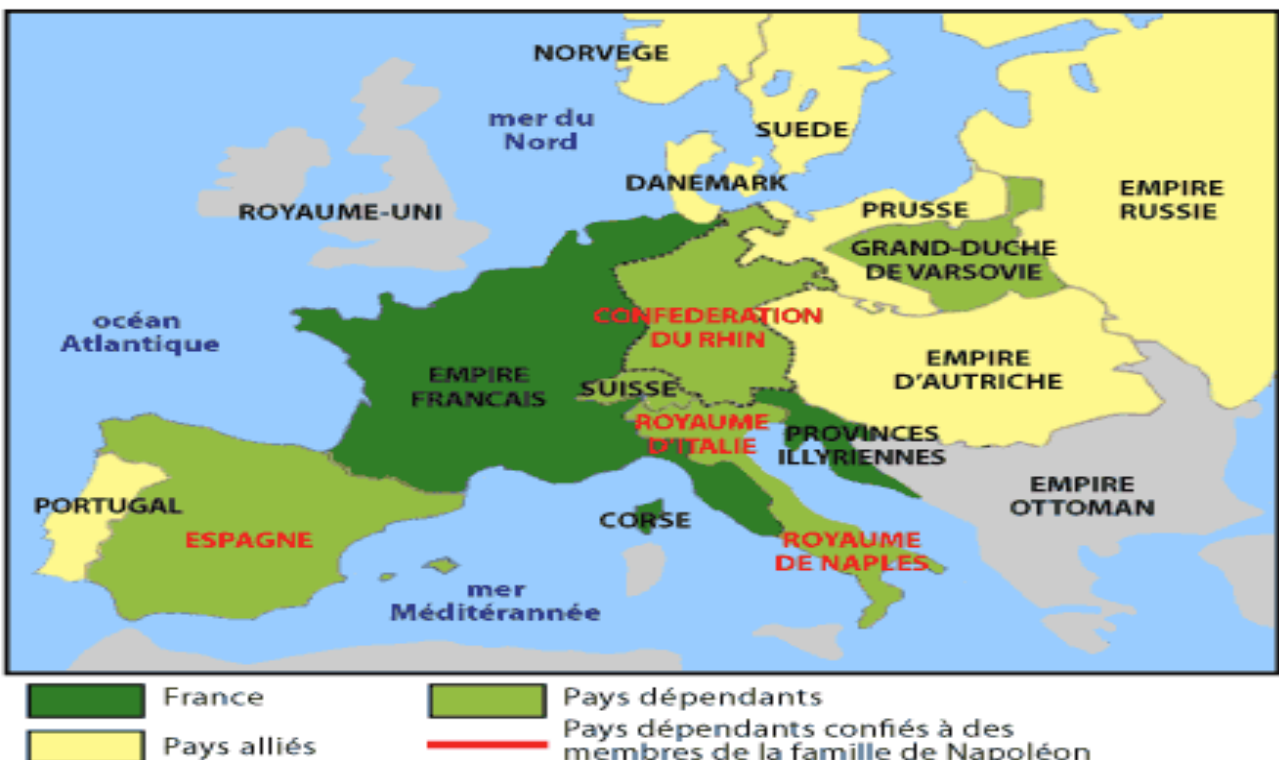 NORVEGE
mer du
Nord
SUEDE
DANEMARK
ROYAUME-UNI
PRUSSE
EMPIRE
RUSSIE
GRAND-DUCHE
DE VARSOVIE
océan
Atlantique
CONFEDERATION
DU RHIN
EMPIRE
FRANCAIS
SUISSE
EMPIRE
D'AUTRICHE
ROYAUME
D'ITALIE
PROVINCES
ILLYRIENNES
PORTUGAL
ESPAGNE
CORSE
EMPIRE
OTTOMAN
ROYAUME
DE NAPLES
mer
Méditérannée
France
Pays dépendants
Pays alliés
Pays dépendants confiés à des
membres de la famille de Napoléon